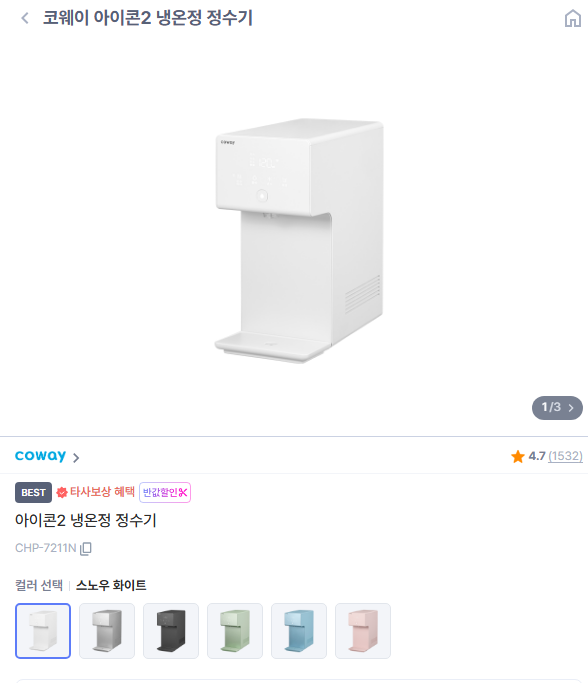 코웨이 아이콘2 냉온정 정수기
coway
1/3
coway
4.7 (1532)
BEST 타사보상 혜택 반값할인
아이콘2 냉온정 정수기
CHP-7211N
컬러 선택 스노우 화이트